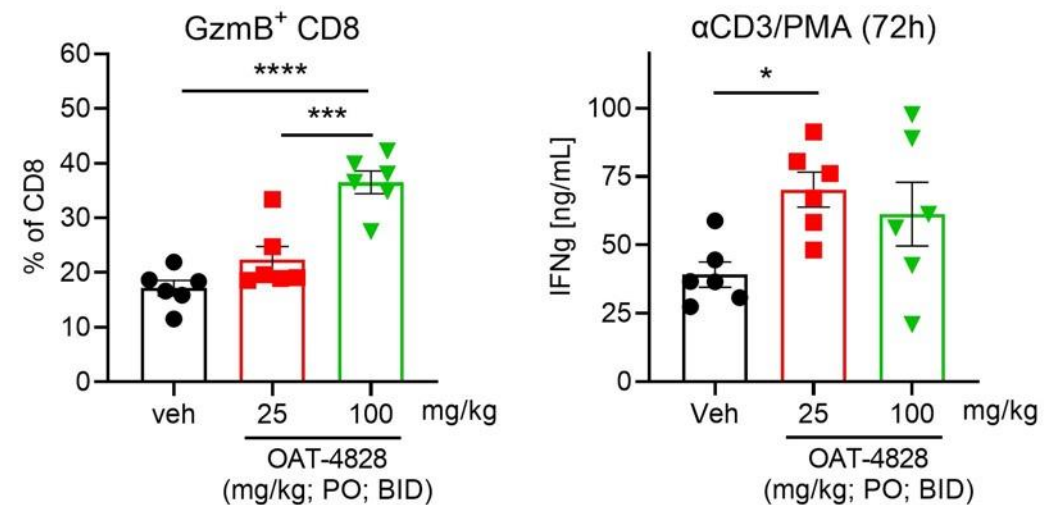 GzmB⁺ CD8
% of CD8
60
50
40
30
20
10
0
****
***
veh
25
100
mg/kg
OAT-4828
(mg/kg; PO; BID)
αCD3/PMA (72h)
IFNg [ng/mL]
100
75
50
25
0
*
Veh
25
100
mg/kg
OAT-4828
(mg/kg; PO; BID)